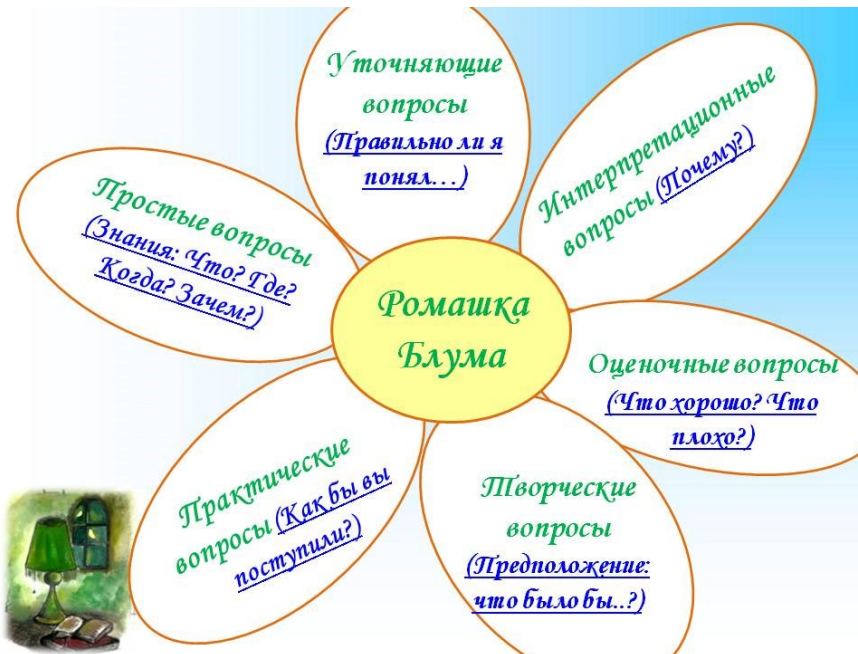 Уточняющие
вопросы
(Правильно ли я
понял…)
Интерпретационные
вопросы (Почему?)
Оценочные вопросы
(Что хорошо? Что
плохо?)
Творческие
вопросы
(Предположение:
что было бы..?)
Практические
вопросы (Как бы вы
поступили?)
Простые вопросы
(Знания: Что? Где?
Когда? Зачем?)
Ромашка
Блума